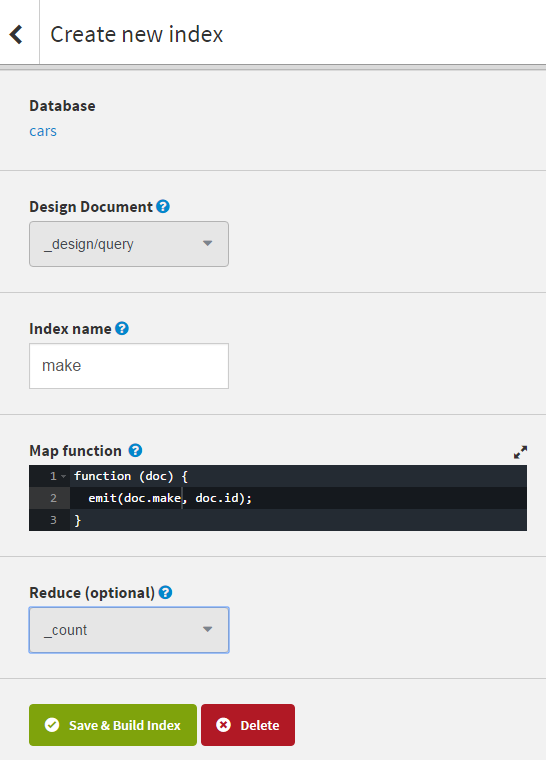 Create new index
Database
cars
Design Document ?
_design/query
Index name ?
make
Map function ?
1 function (doc) {
2 emit(doc.make, doc.id);
3 }
Reduce (optional) ?
_count
Save & Build Index Delete